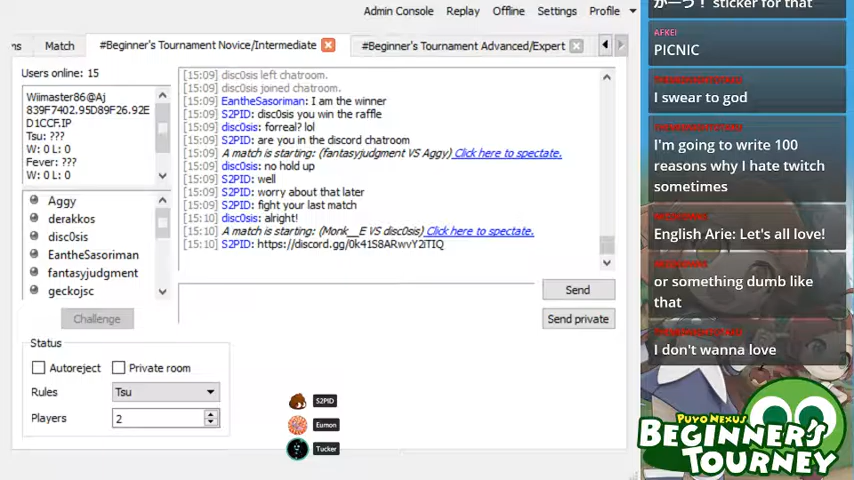 Admin Console Replay Offline Settings Profile
ns Match #Beginner's Tournament Novice/Intermediate #Beginner's Tournament Advanced/Expert
Users online: 15
Wiimaster86@Aj
839F7402.95D89F26.92E
D1CCF.IP
Tsu: ???
W: 0 L: 0
Fever: ???
W: 0 L: 0
Aggy
derakkos
disc0sis
EantheSasoriman
fantasyjudgment
geckojsc
Challenge
Status
Autoreject Private room
Rules Tsu
Players 2
[15:09] disc0sis left chatroom.
[15:09] disc0sis joined chatroom.
[15:09] EantheSasoriman: I am the winner
[15:09] S2PID: disc0sis you win the raffle
[15:09] disc0sis: forreal? lol
[15:09] S2PID: are you in the discord chatroom
[15:09] A match is starting: (fantasyjudgment VS Aggy) Click here to spectate.
[15:09] disc0sis: no hold up
[15:09] S2PID: well
[15:09] S2PID: worry about that later
[15:09] S2PID: fight your last match
[15:10] disc0sis: alright!
[15:10] A match is starting: (Monk__E VS disc0sis) Click here to spectate.
[15:10] S2PID: https://discord.gg/0k41S8ARwvY2iTIQ
Send
Send private
S2PID
Eumon
Tucker
がーつ！ sticker for that
AFKEI
PICNIC
I swear to god
I'm going to write 100
reasons why I hate twitch
sometimes
English Arie: Let's all love!
or something dumb like
that
I don't wanna love
PUYO NEXUS
BEGINNER'S
TOURNEY